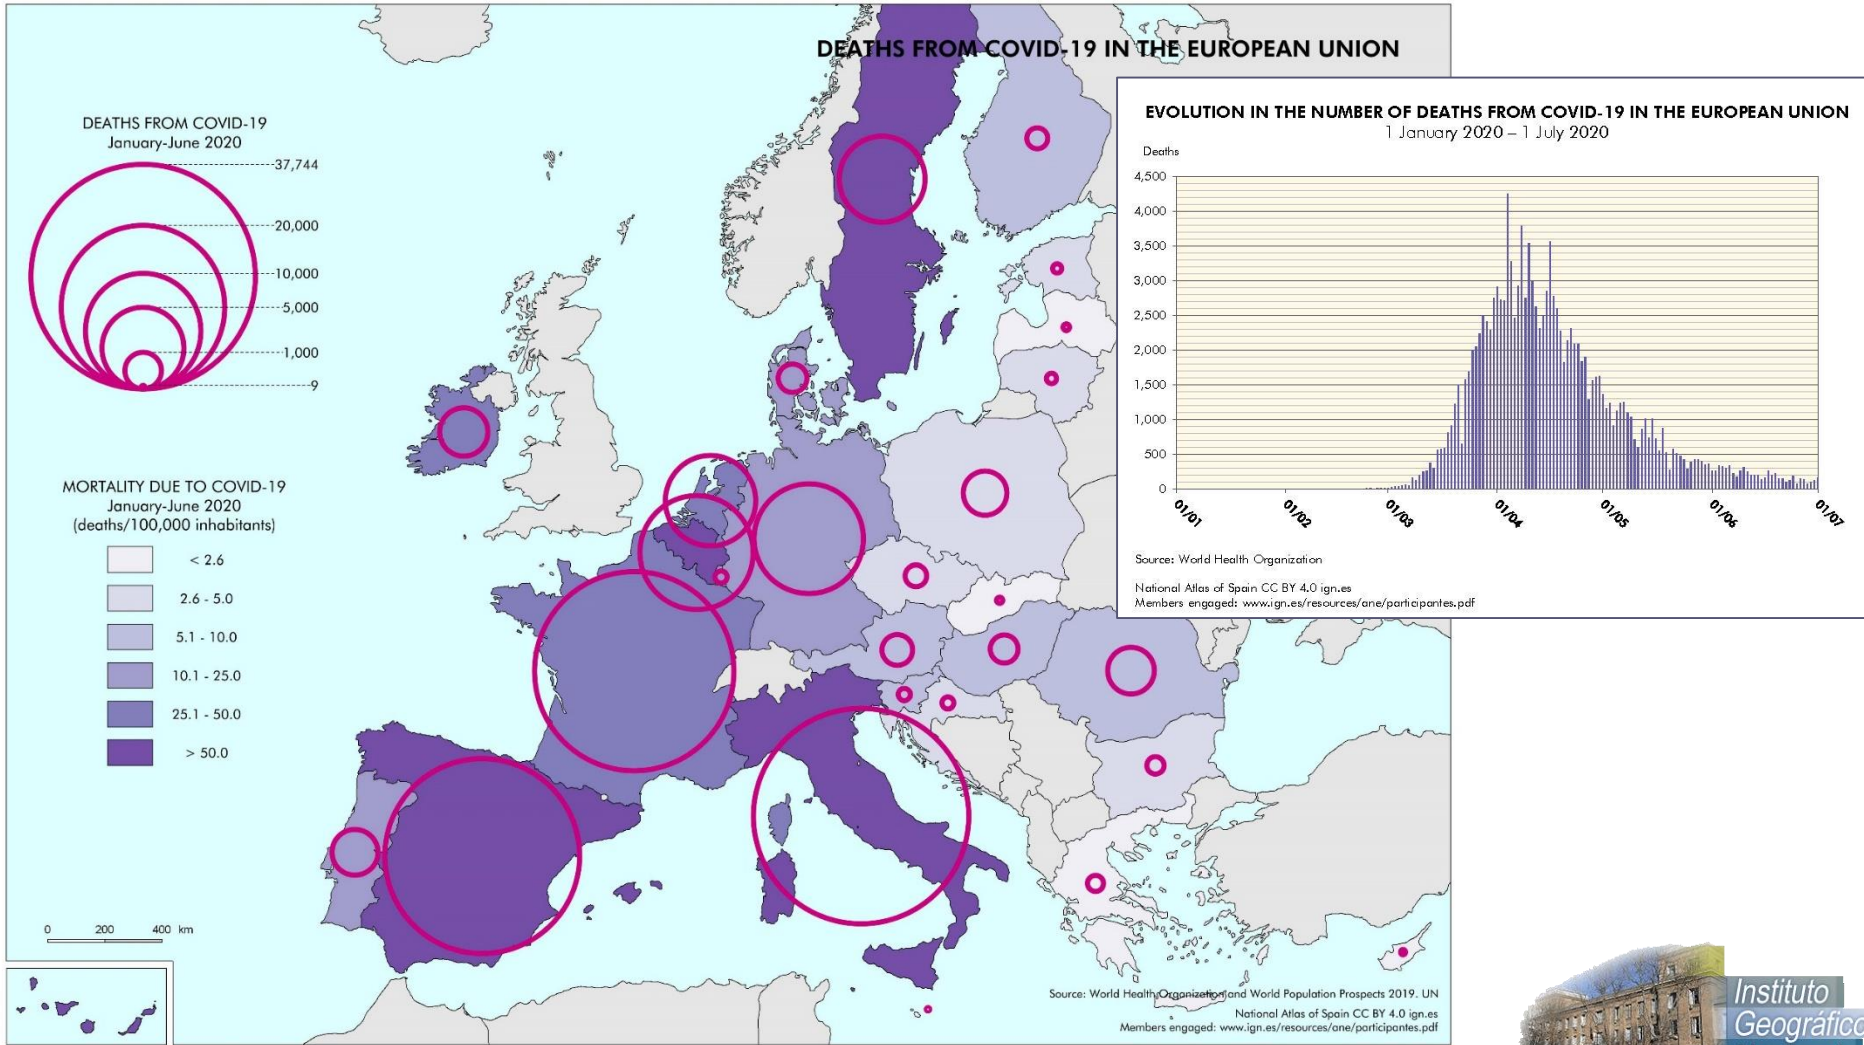 DEATHS FROM COVID-19 IN THE EUROPEAN UNION
DEATHS FROM COVID-19
January-June 2020
37,744
20,000
10,000
5,000
1,000
9
MORTALITY DUE TO COVID-19
January-June 2020
(deaths/100,000 inhabitants)
< 2.6
2.6 - 5.0
5.1 - 10.0
10.1 - 25.0
25.1 - 50.0
> 50.0
0 200 400 km
EVOLUTION IN THE NUMBER OF DEATHS FROM COVID-19 IN THE EUROPEAN UNION
1 January 2020 – 1 July 2020
Deaths
4,500
4,000
3,500
3,000
2,500
2,000
1,500
1,000
500
0
01/01 01/02 01/03 01/04 01/05 01/06 01/07
Source: World Health Organization
National Atlas of Spain CC BY 4.0 ign.es
Members engaged: www.ign.es/resources/ane/participantes.pdf
Source: World Health Organization and World Population Prospects 2019. UN
National Atlas of Spain CC BY 4.0 ign.es
Members engaged: www.ign.es/resources/ane/participantes.pdf
Instituto
Geográfico